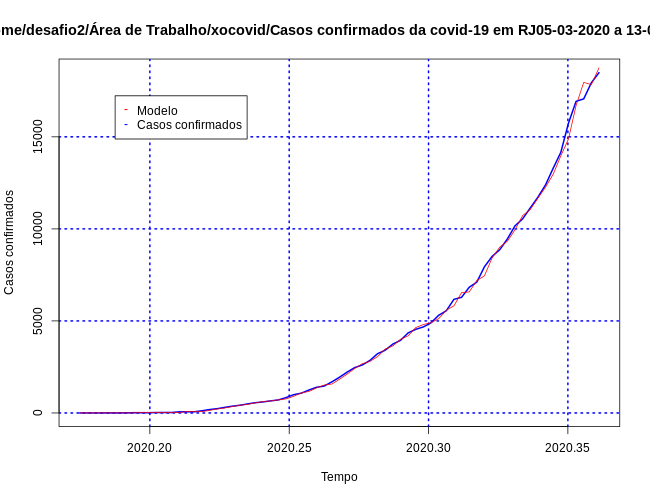 ome/desafio2/Área de Trabalho/xocovid/Casos confirmados da covid-19 em RJ05-03-2020 a 13-0
Modelo
Casos confirmados
Casos confirmados
15000
10000
5000
0
2020.20 2020.25 2020.30 2020.35
Tempo